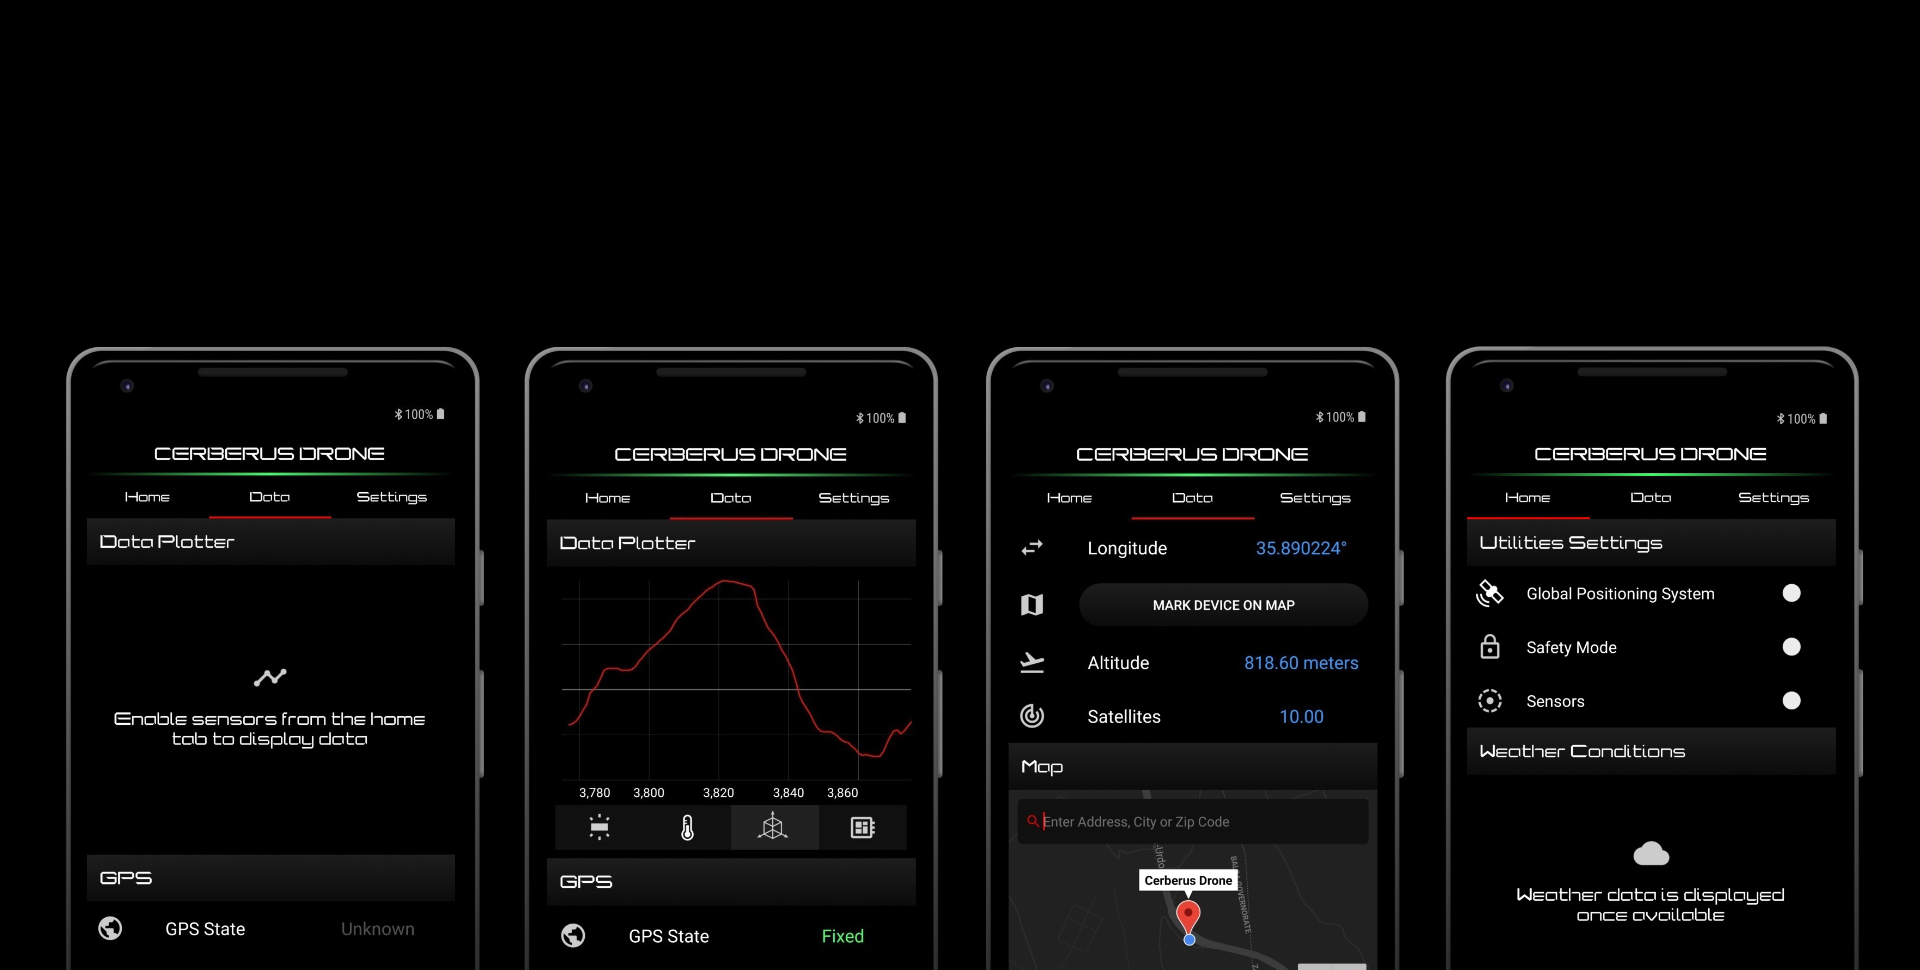 100%
CERBERUS DRONE
Home Data Settings
Data Plotter
Enable sensors from the home
tab to display data
GPS
GPS State Unknown
100%
CERBERUS DRONE
Home Data Settings
Data Plotter
3,780 3,800 3,820 3,840 3,860
GPS
GPS State Fixed
100%
CERBERUS DRONE
Home Data Settings
Longitude 35.890224°
MARK DEVICE ON MAP
Altitude 818.60 meters
Satellites 10.00
Map
Enter Address, City or Zip Code
Cerberus Drone
100%
CERBERUS DRONE
Home Data Settings
Utilities Settings
Global Positioning System
Safety Mode
Sensors
Weather Conditions
Weather data is displayed
once available